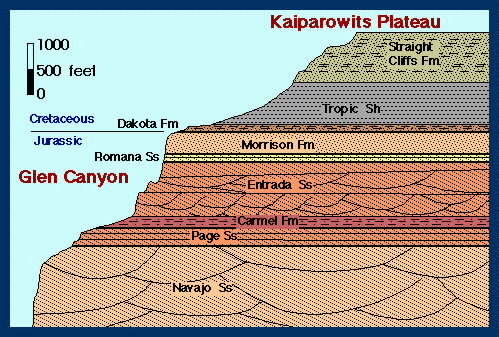 Kaiparowits Plateau
1000
500 feet
0
Straight
Cliffs Fm
Tropic Sh
Cretaceous
Dakota Fm
Jurassic
Morrison Fm
Romana Ss
Glen Canyon
Entrada Ss
Carmel Fm
Page Ss
Navajo Ss